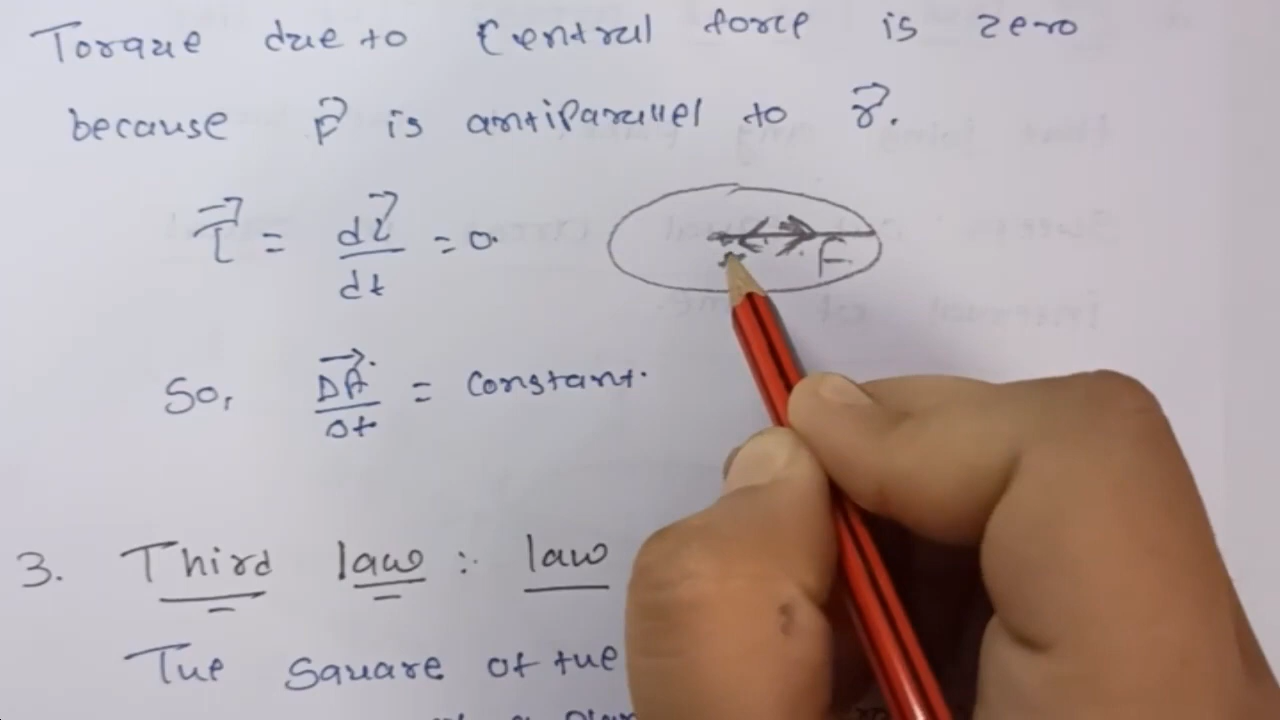 Torque due to Central force is zero
because F⃗ is antiparallel to r⃗.
τ⃗ = dL⃗/dt = 0.
F
So, ΔA⃗/Δt = Constant.
3. Third law : law
The Square of the